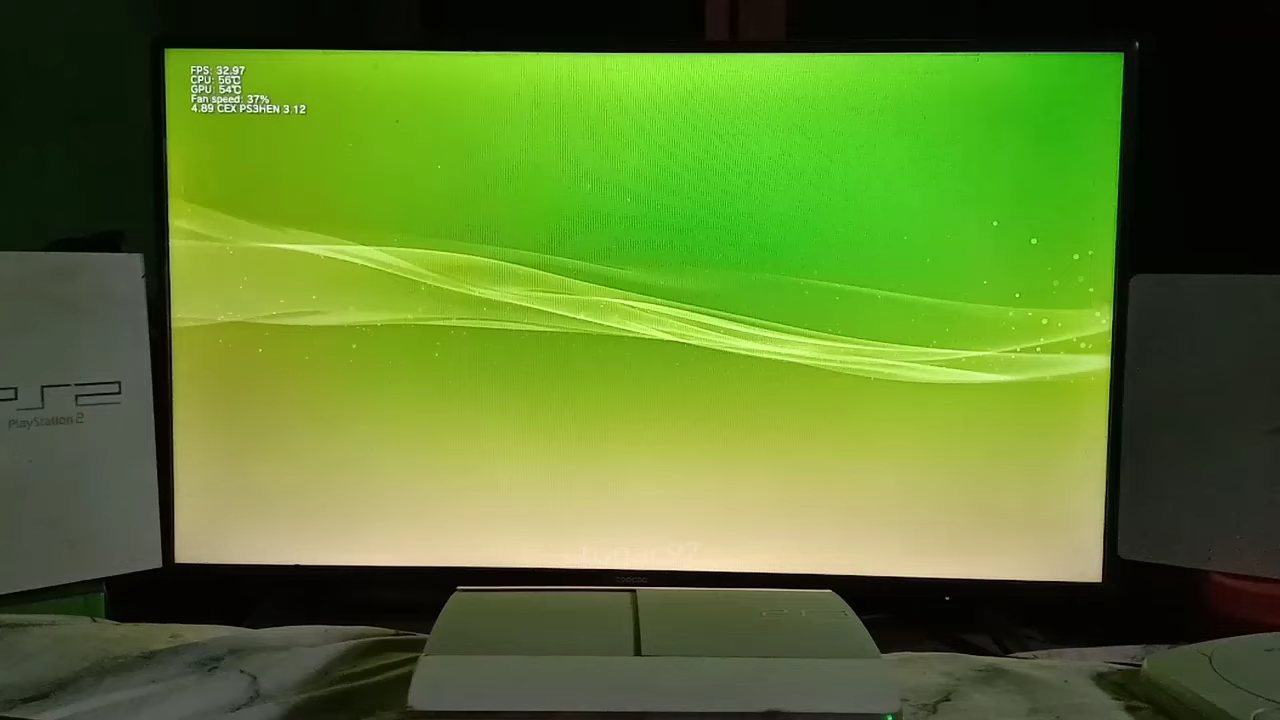 FPS: 32.97
CPU: 56℃
GPU: 54℃
Fan speed: 37%
4.89 CEX PS3HEN 3.12
PS2
PlayStation 2